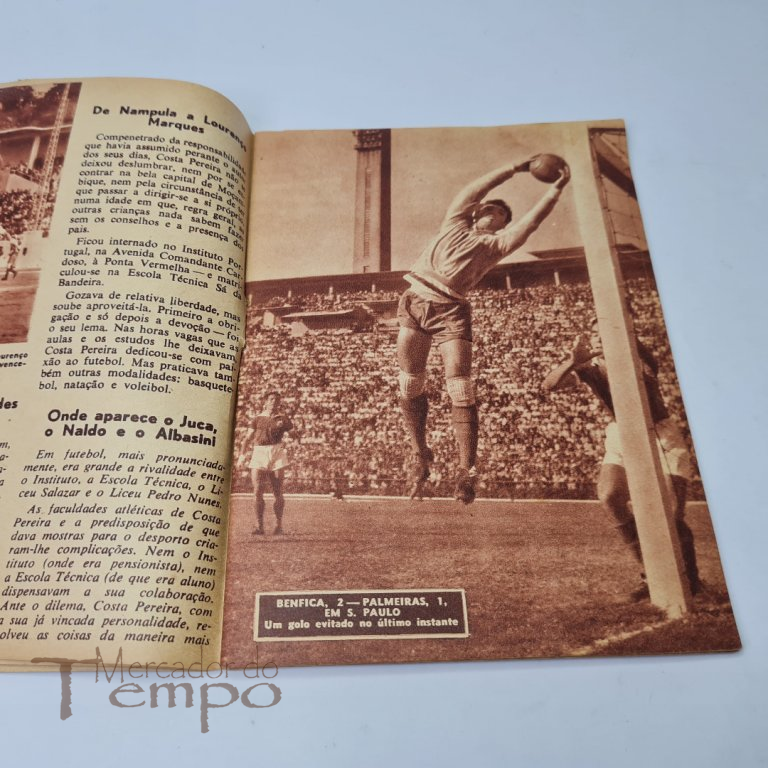 De Nampula a Lourenço
Marques
Compenetrado da responsabilidade
que havia assumido perante o autor
dos seus dias, Costa Pereira não se
deixou deslumbrar, nem por se en-
contrar na bela capital de Moçam-
bique, nem pela circunstância de ter
que passar a dirigir-se a si próprio
numa idade em que, regra geral, as
outras crianças nada sabem fazer
sem os conselhos e a presença dos
pais.
Ficou internado no Instituto Por-
tugal, na Avenida Comandante Car-
doso, à Ponta Vermelha — e matri-
culou-se na Escola Técnica Sá da
Bandeira.
Gozava de relativa liberdade, mas
soube aproveitá-la. Primeiro a obri-
gação e só depois a devoção — foi
o seu lema. Nas horas vagas que as
aulas e os estudos lhe deixavam,
Costa Pereira dedicou-se com pai-
xão ao futebol. Mas praticava tam-
bém outras modalidades: basquete-
bol, natação e voleibol.
Onde aparece o Juca,
o Naldo e o Albasini
Em futebol, mais pronunciada-
mente, era grande a rivalidade entre
o Instituto, a Escola Técnica, o Li-
ceu Salazar e o Liceu Pedro Nunes.
As faculdades atléticas de Costa
Pereira e a predisposição de que
dava mostras para o desporto cria-
ram-lhe complicações. Nem o Ins-
tituto (onde era pensionista), nem
a Escola Técnica (de que era aluno)
dispensavam a sua colaboração.
Ante o dilema, Costa Pereira, com
a sua já vincada personalidade, re-
solveu as coisas da maneira mais
BENFICA, 2 — PALMEIRAS, 1,
EM S. PAULO
Um golo evitado no último instante
Mercador do
Tempo